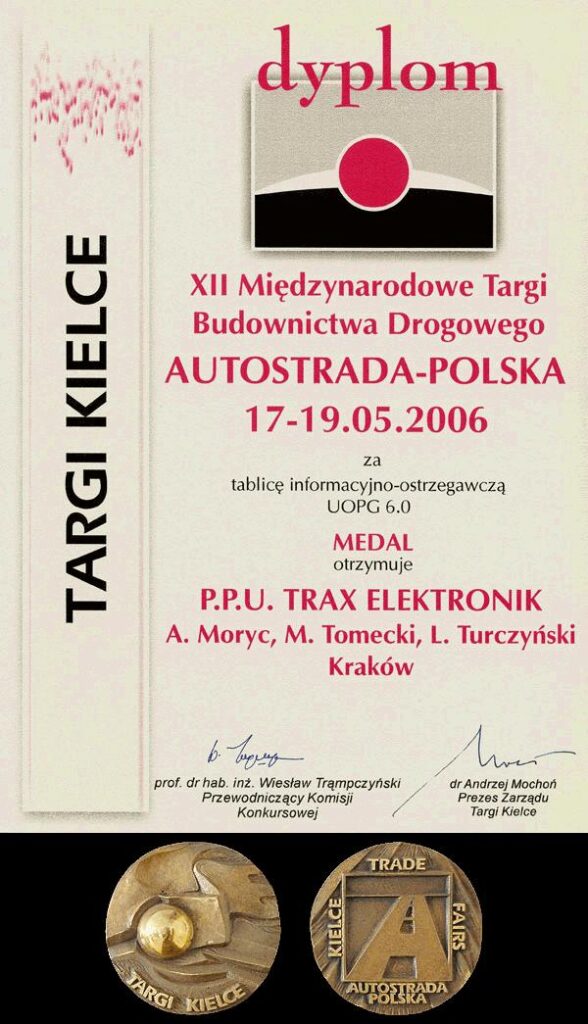 dyplom
TARGI KIELCE
XII Międzynarodowe Targi
Budownictwa Drogowego
AUTOSTRADA-POLSKA
17-19.05.2006
za
tablicę informacyjno-ostrzegawczą
UOPG 6.0
MEDAL
otrzymuje
P.P.U. TRAX ELEKTRONIK
A. Moryc, M. Tomecki, L. Turczyński
Kraków
prof. dr hab. inż. Wiesław Trąmpczyński
Przewodniczący Komisji
Konkursowej
dr Andrzej Mochoń
Prezes Zarządu
Targi Kielce
TARGI KIELCE
TRADE
KIELCE
FAIRS
AUTOSTRADA
POLSKA